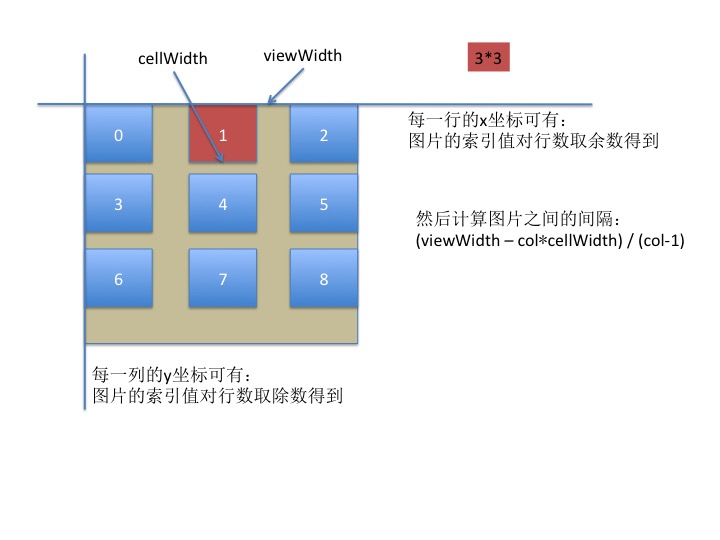 cellWidth
viewWidth
3*3
0
1
2
每一行的x坐标可有：
图片的索引值对行数取余数得到
3
4
5
然后计算图片之间的间隔：
(viewWidth – col*cellWidth) / (col-1)
6
7
8
每一列的y坐标可有：
图片的索引值对行数取除数得到